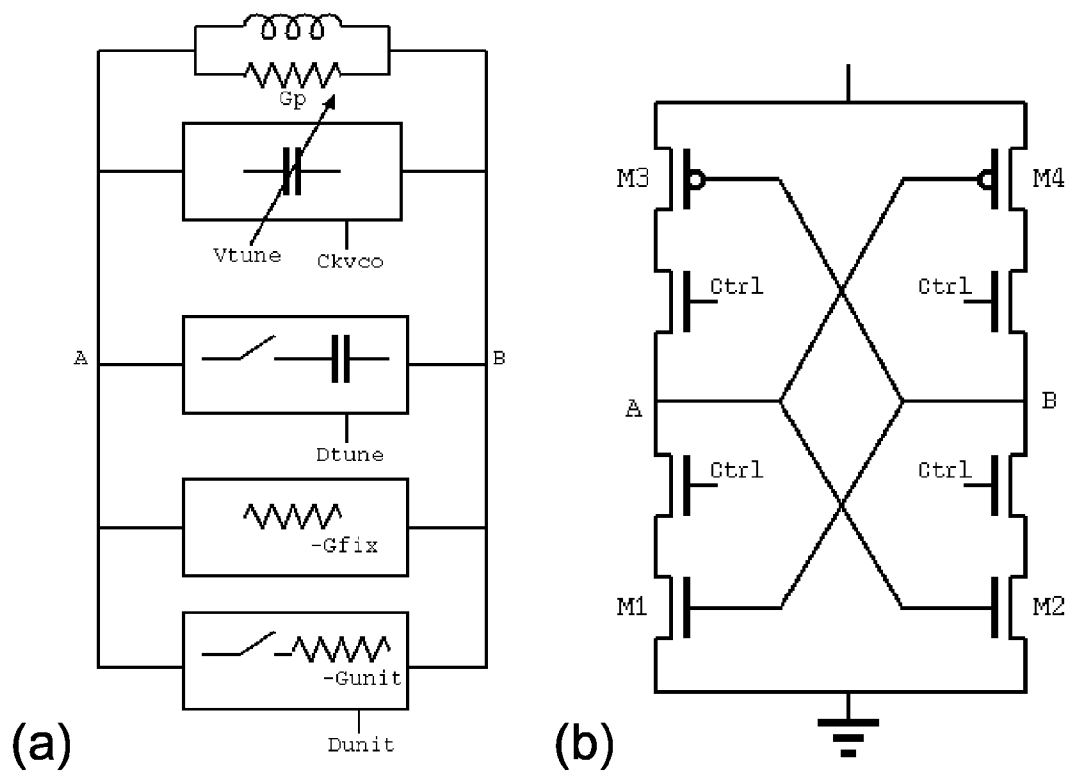 Gp
Vtune
Ckvco
A
B
Dtune
-Gfix
-Gunit
Dunit
(a)
M3
M4
Ctrl
Ctrl
A
B
Ctrl
Ctrl
M1
M2
(b)